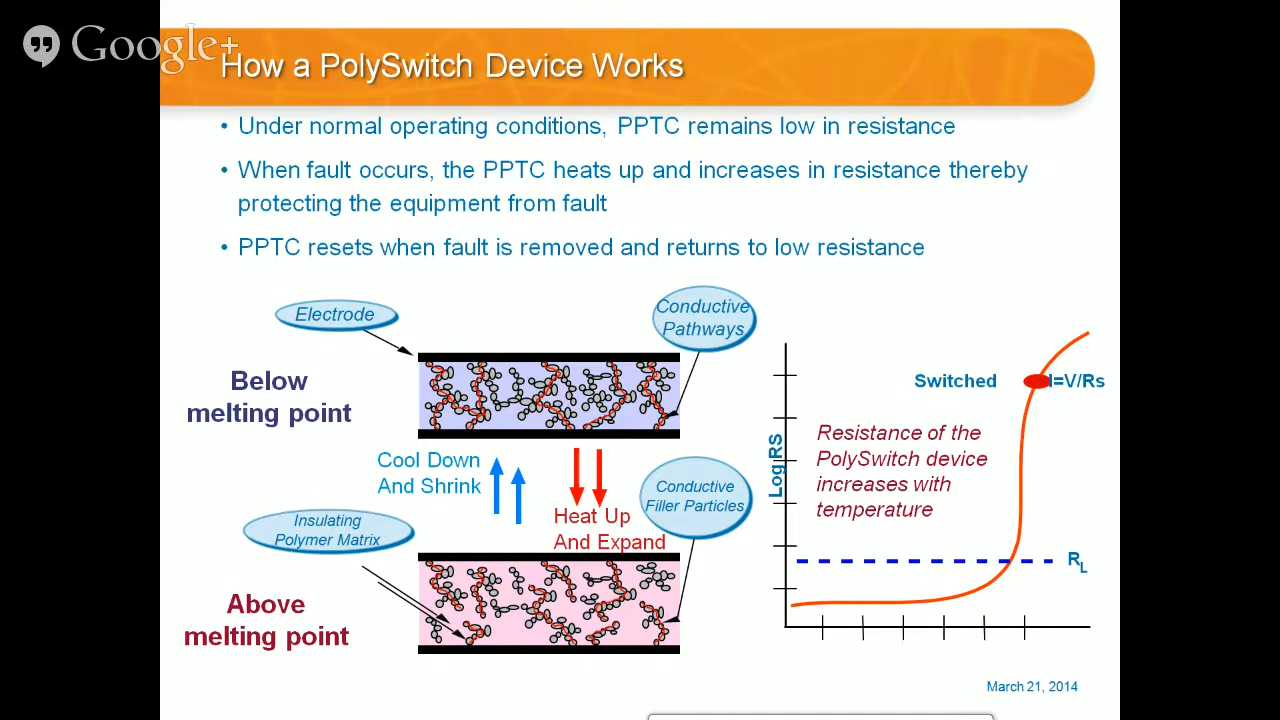 Google+
How a PolySwitch Device Works
• Under normal operating conditions, PPTC remains low in resistance
• When fault occurs, the PPTC heats up and increases in resistance thereby
protecting the equipment from fault
• PPTC resets when fault is removed and returns to low resistance
Electrode
Conductive
Pathways
Below
melting point
Cool Down
And Shrink
Heat Up
And Expand
Conductive
Filler Particles
Insulating
Polymer Matrix
Above
melting point
Switched
I=V/Rs
Log RS
Resistance of the
PolySwitch device
increases with
temperature
RL
March 21, 2014